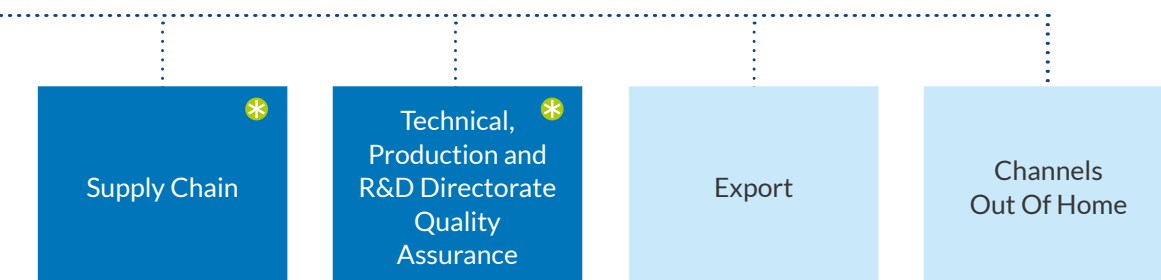 Supply Chain
Technical,
Production and
R&D Directorate
Quality
Assurance
Export
Channels
Out Of Home